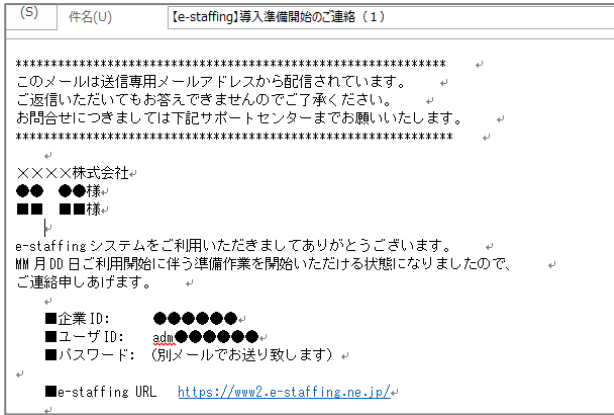 (S)
件名(U) 【e-staffing】導入準備開始のご連絡（１）
**************************************************************
このメールは送信専用メールアドレスから配信されています。
ご返信いただいてもお答えできませんのでご了承ください。
お問合せにつきましては下記サポートセンターまでお願いいたします。
***************************************************************
××××株式会社
●● ●●様
■■ ■■様
e-staffingシステムをご利用いただきましてありがとうございます。
MM月DD日ご利用開始に伴う準備作業を開始いただける状態になりましたので、
ご連絡申しあげます。
■企業ID: ●●●●●●
■ユーザID: adm●●●●●●
■パスワード: （別メールでお送り致します）
■e-staffing URL https://www2.e-staffing.ne.jp/